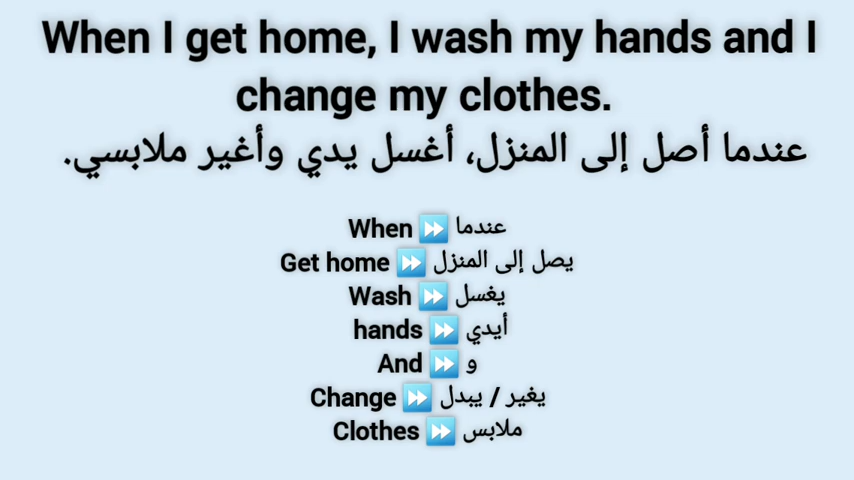 When I get home, I wash my hands and I
change my clothes.
عندما أصل إلى المنزل، أغسل يدي وأغير ملابسي.
When ⏩ عندما
Get home ⏩ يصل إلى المنزل
Wash ⏩ يغسل
hands ⏩ أيدي
And ⏩ و
Change ⏩ يغير / يبدل
Clothes ⏩ ملابس